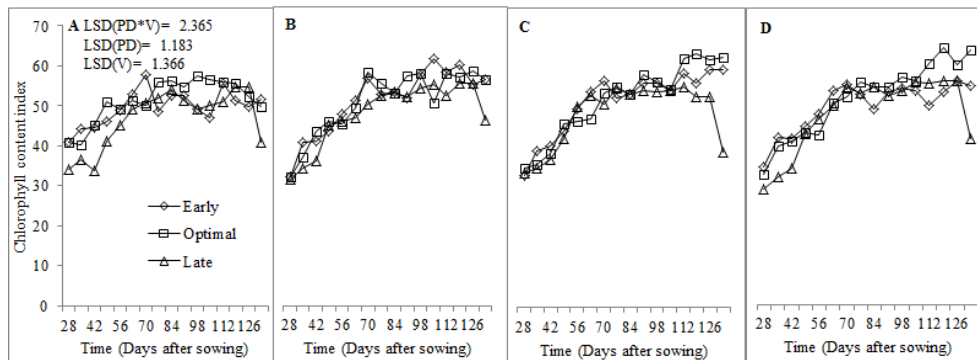 A LSD(PD*V)= 2.365
LSD(PD)= 1.183
LSD(V)= 1.366
B
C
D
Chlorophyll content index
70
60
50
40
30
20
10
0
Early
Optimal
Late
28 42 56 70 84 98 112 126
28 42 56 70 84 98 112 126
28 42 56 70 84 98 112 126
28 42 56 70 84 98 112 126
Time (Days after sowing)
Time (Days after sowing)
Time (Days after sowing)
Time (Days after sowing)